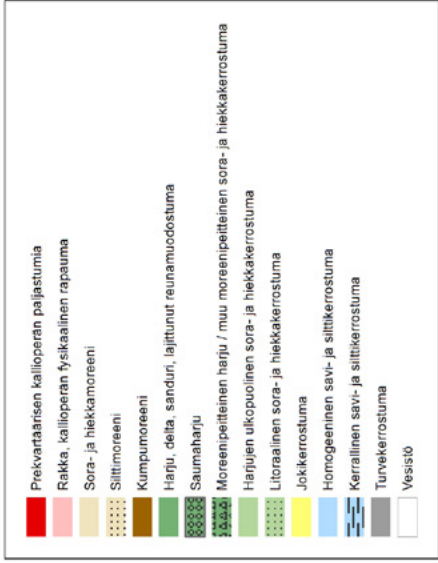 Prekvartäärisen kallioperän paljastumia
Rakka, kallioperän fysikaalinen rapauma
Sora- ja hiekkamoreeni
Silttimoreeni
Kumpumoreeni
Harju, delta, sanduri, lajittunut reunamuodostuma
Saumaharju
Moreenipeitteinen harju / muu moreenipeitteinen sora- ja hiekkakerrostuma
Harjujen ulkopuolinen sora- ja hiekkakerrostuma
Litoraalinen sora- ja hiekkakerrostuma
Jokikerrostuma
Homogeeninen savi- ja silttikerrostuma
Kerrallinen savi- ja silttikerrostuma
Turvekerrostuma
Vesistö